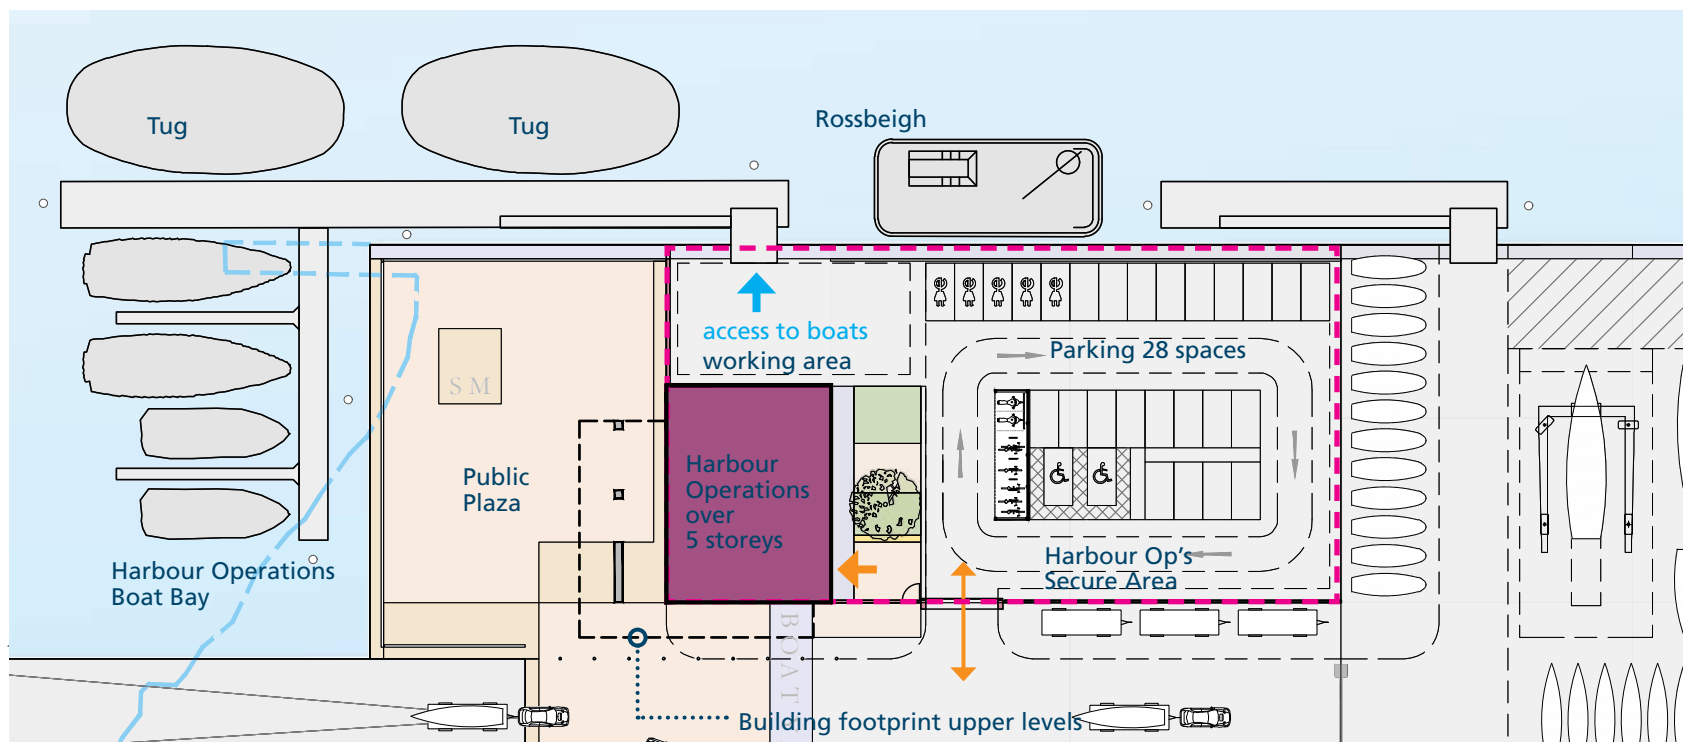 Tug
Tug
Rossbeigh
access to boats
working area
Parking 28 spaces
S M
Public
Plaza
Harbour
Operations
over
5 storeys
Harbour Op's
Secure Area
Harbour Operations
Boat Bay
BOAT
Building footprint upper levels